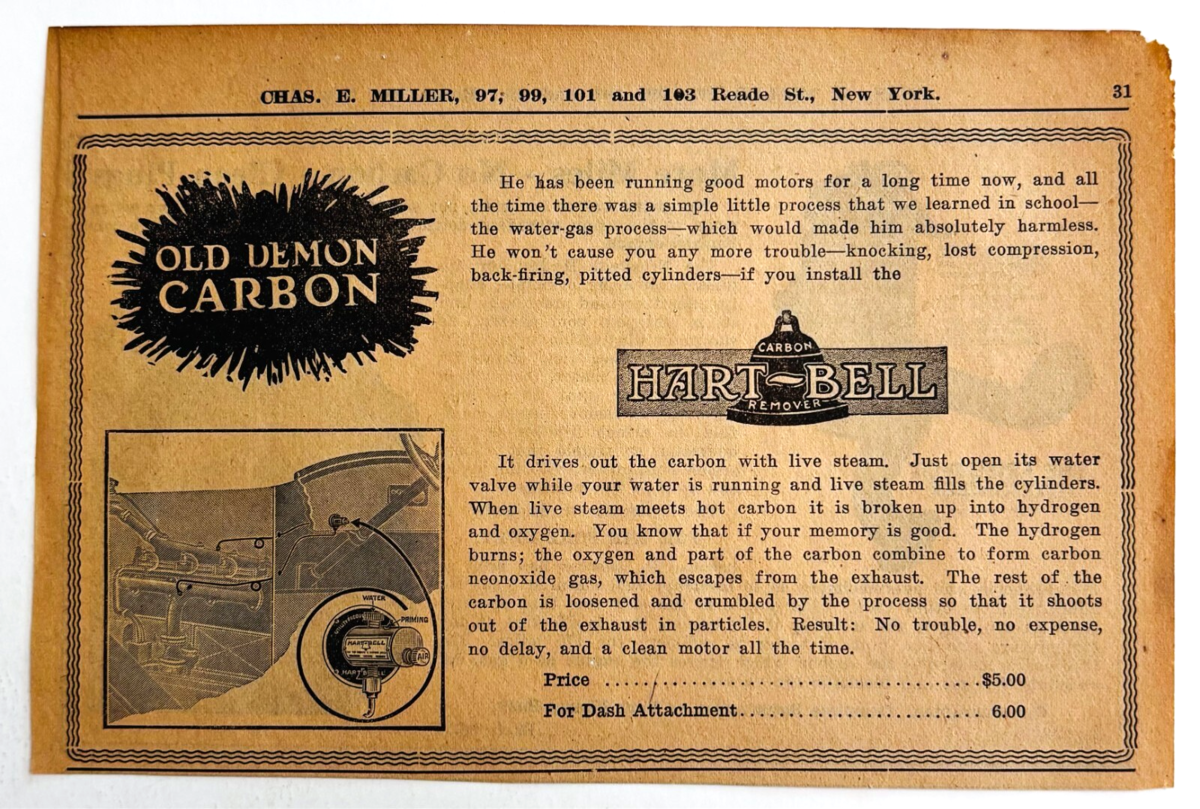 CHAS. E. MILLER, 97, 99, 101 and 103 Reade St., New York.
31
OLD DEMON
CARBON
He has been running good motors for a long time now, and all
the time there was a simple little process that we learned in school—
the water-gas process—which would made him absolutely harmless.
He won't cause you any more trouble—knocking, lost compression,
back-firing, pitted cylinders—if you install the
CARBON
HART-BELL
REMOVER
It drives out the carbon with live steam. Just open its water
valve while your water is running and live steam fills the cylinders.
When live steam meets hot carbon it is broken up into hydrogen
and oxygen. You know that if your memory is good. The hydrogen
burns; the oxygen and part of the carbon combine to form carbon
neonoxide gas, which escapes from the exhaust. The rest of the
carbon is loosened and crumbled by the process so that it shoots
out of the exhaust in particles. Result: No trouble, no expense,
no delay, and a clean motor all the time.
Price ........................................$5.00
For Dash Attachment............................ 6.00
WATER
PRIMING
HART-BELL
AIR
HART-BELL